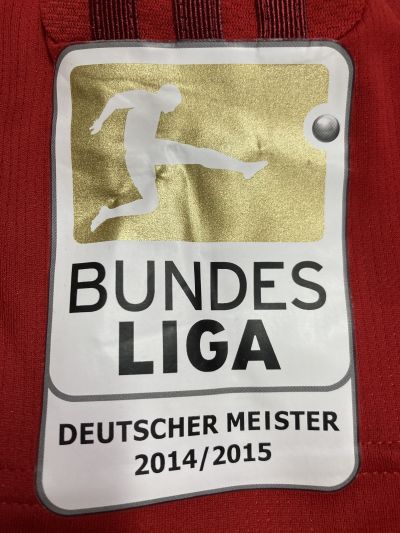 BUNDES
LIGA
DEUTSCHER MEISTER
2014/2015